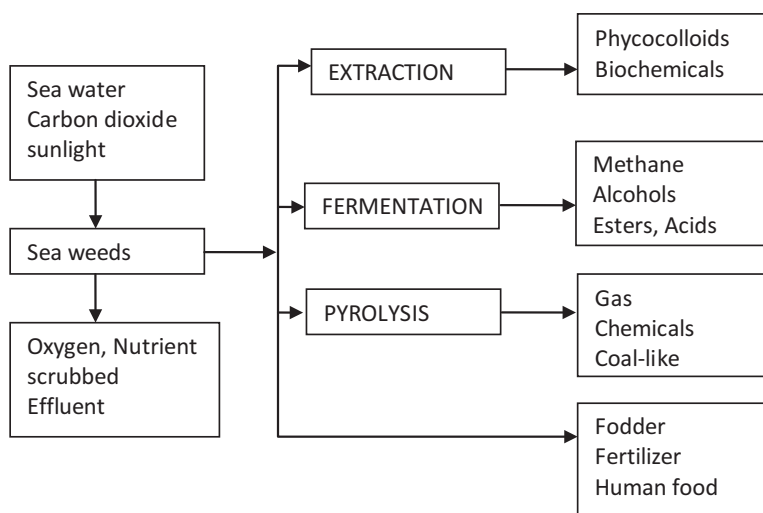 Sea water
Carbon dioxide
sunlight
Sea weeds
Oxygen, Nutrient
scrubbed
Effluent
EXTRACTION
Phycocolloids
Biochemicals
FERMENTATION
Methane
Alcohols
Esters, Acids
PYROLYSIS
Gas
Chemicals
Coal-like
Fodder
Fertilizer
Human food